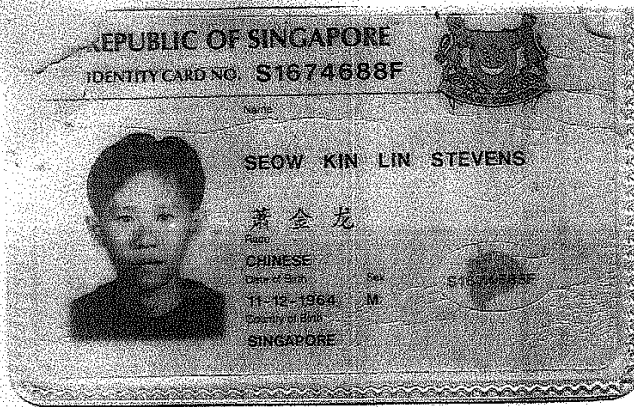 REPUBLIC OF SINGAPORE
IDENTITY CARD NO. S1674688F
Name
SEOW KIN LIN STEVENS
萧金龙
Race
CHINESE
Date of Birth Sex
11-12-1964 M
Country of Birth
SINGAPORE
S1674688F